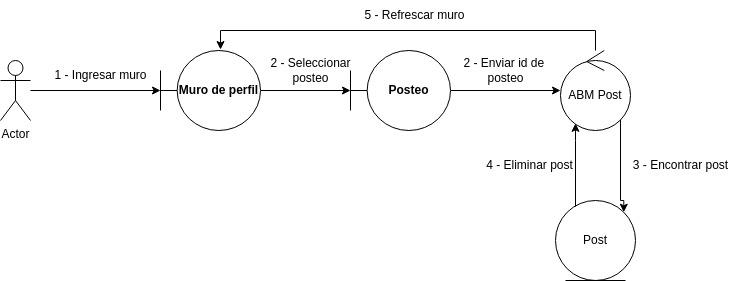 5 - Refrescar muro
1 - Ingresar muro
2 - Seleccionar
posteo
2 - Enviar id de
posteo
Muro de perfil
Posteo
ABM Post
Actor
4 - Eliminar post
3 - Encontrar post
Post